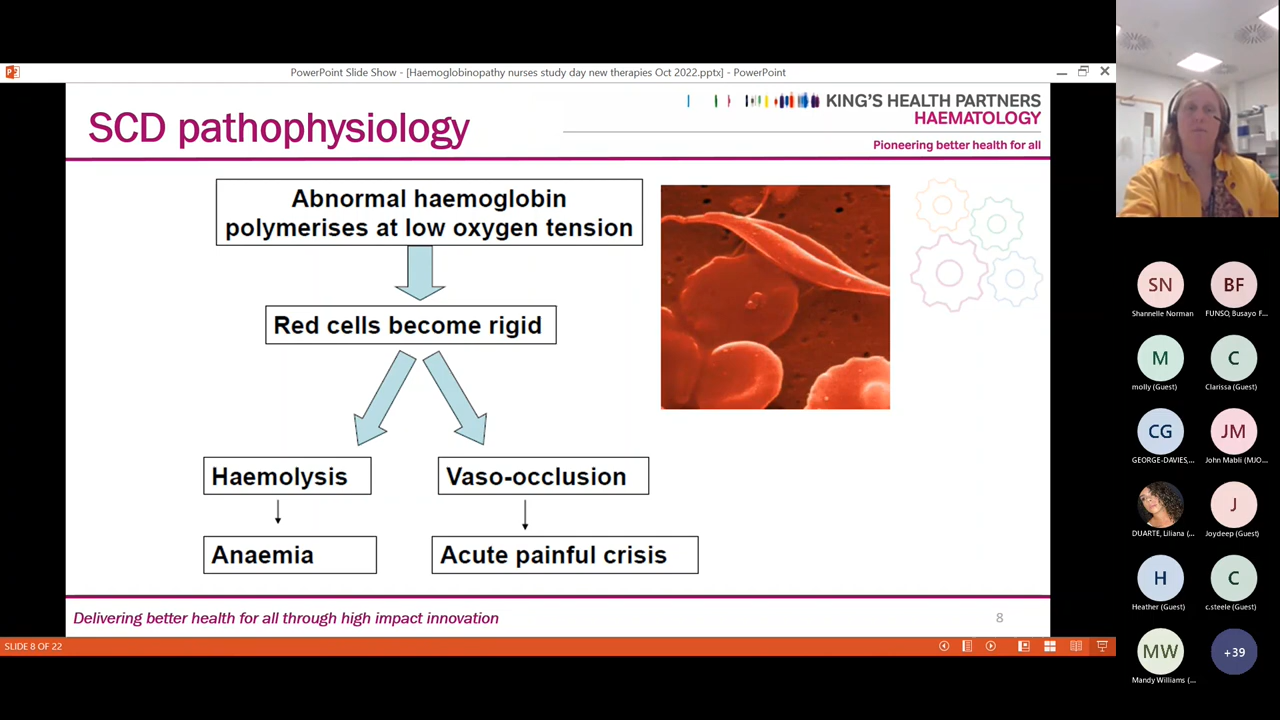 PowerPoint Slide Show - [Haemoglobinopathy nurses study day new therapies Oct 2022.pptx] - PowerPoint
SCD pathophysiology
KING'S HEALTH PARTNERS
HAEMATOLOGY
Pioneering better health for all
Abnormal haemoglobin
polymerises at low oxygen tension
Red cells become rigid
Haemolysis
Vaso-occlusion
Anaemia
Acute painful crisis
Delivering better health for all through high impact innovation
8
SLIDE 8 OF 22
SN
BF
Shannelle Norman
FUNSO, Busayo F...
M
C
molly (Guest)
Clarissa (Guest)
CG
JM
GEORGE-DAVIES,...
John Mabli (MJO...
J
DUARTE, Liliana (...
Joydeep (Guest)
H
C
Heather (Guest)
c.steele (Guest)
MW
+39
Mandy Williams (...